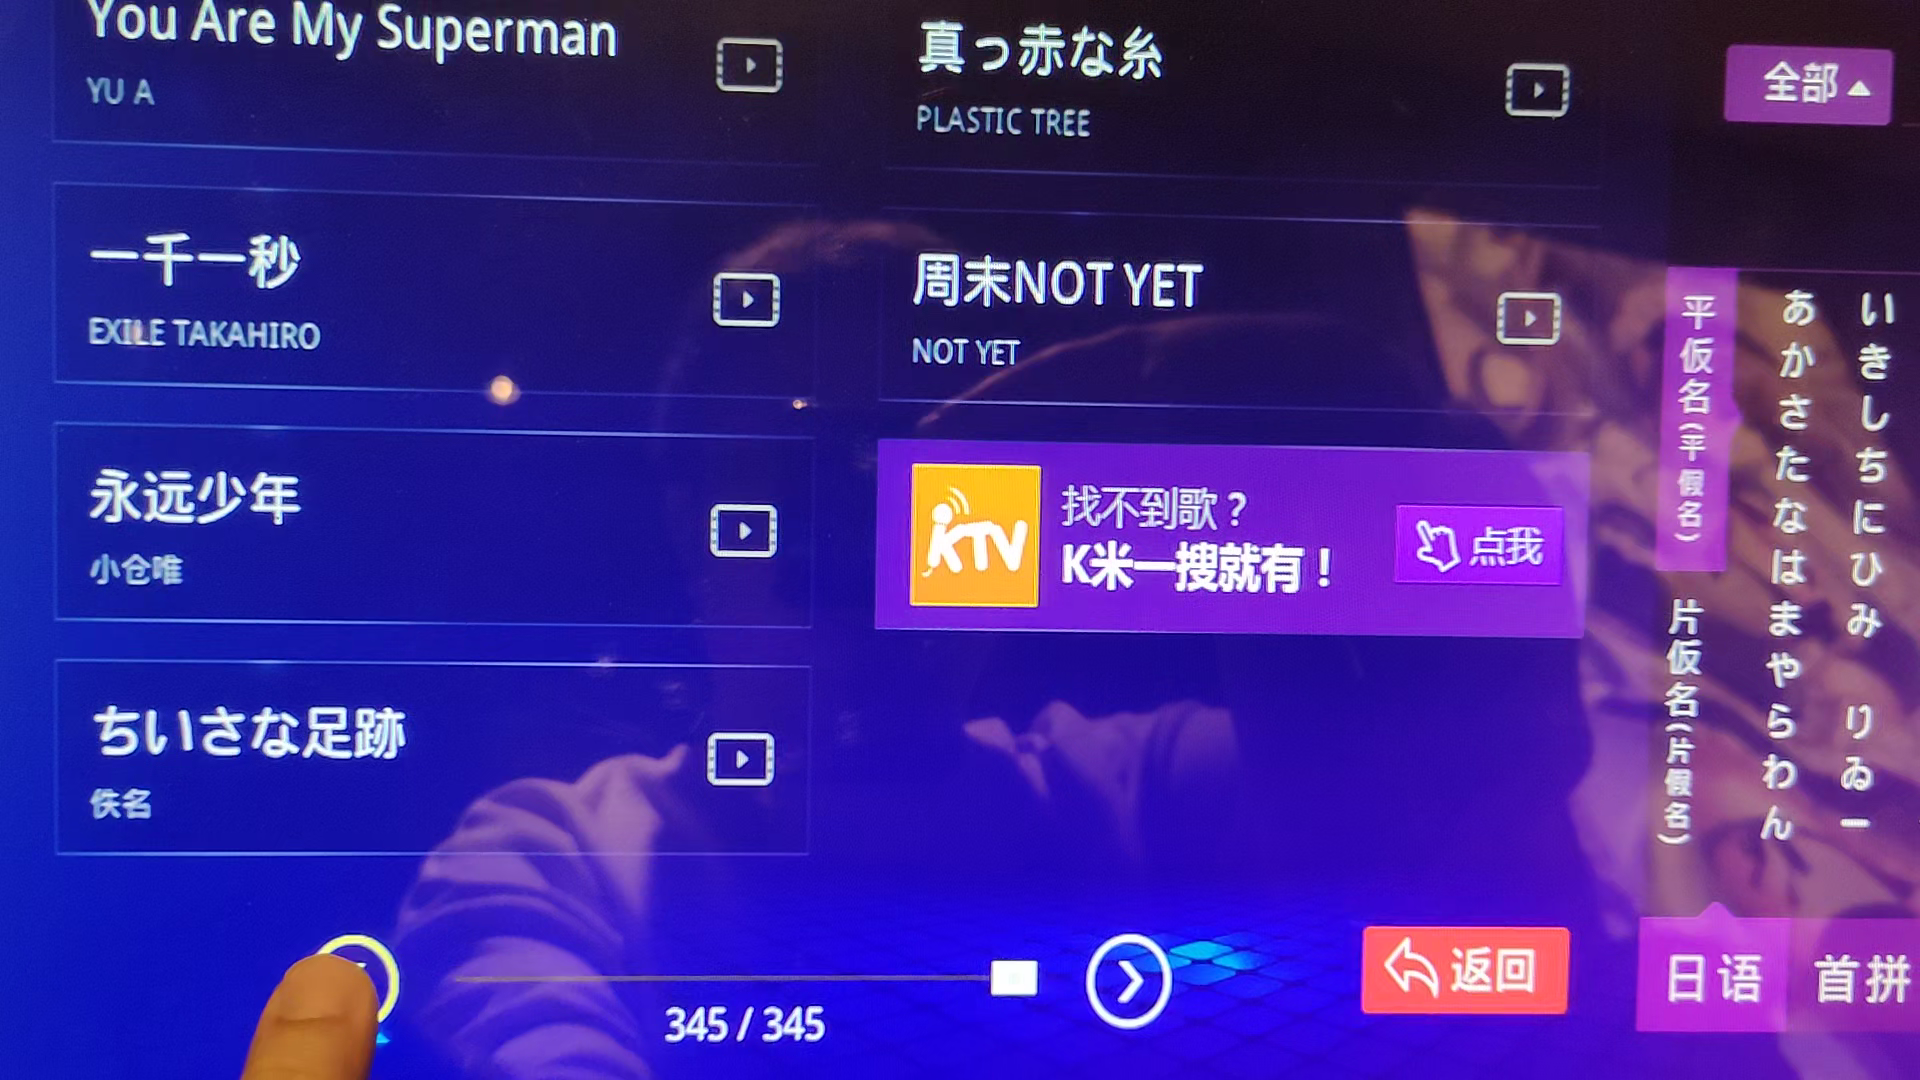 You Are My Superman
YU A
真っ赤な糸
PLASTIC TREE
全部
一千一秒
EXILE TAKAHIRO
周末NOT YET
NOT YET
永远少年
小仓唯
KTV
找不到歌？
K米一搜就有！
点我
ちいさな足跡
佚名
345 / 345
返回
平仮名(平假名)
片仮名(片假名)
あかさたなはまやらわん
いきしちにひみ りゐー
日语
首拼